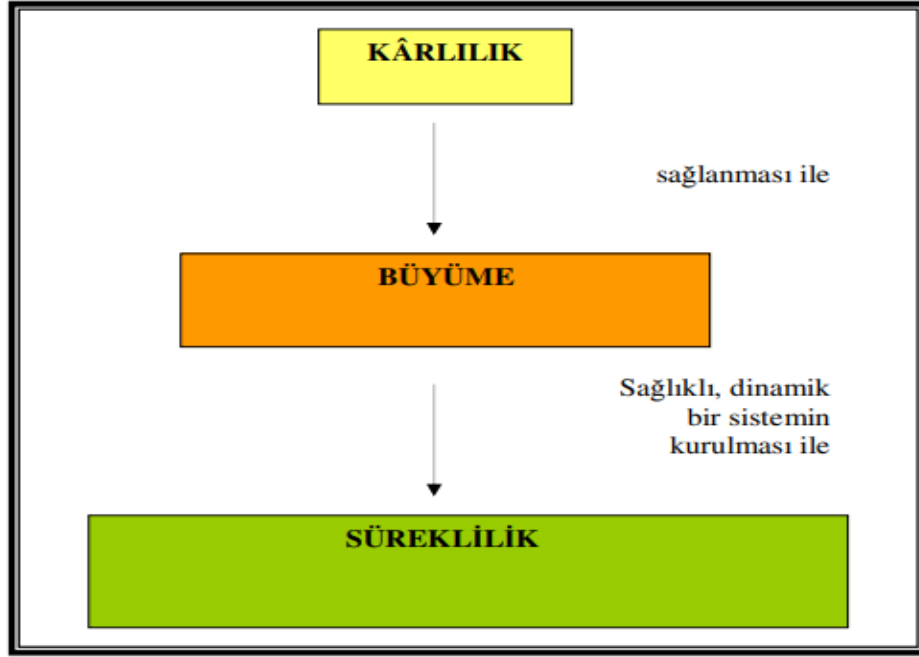 KÂRLILIK
sağlanması ile
BÜYÜME
Sağlıklı, dinamik
bir sistemin
kurulması ile
SÜREKLİLİK